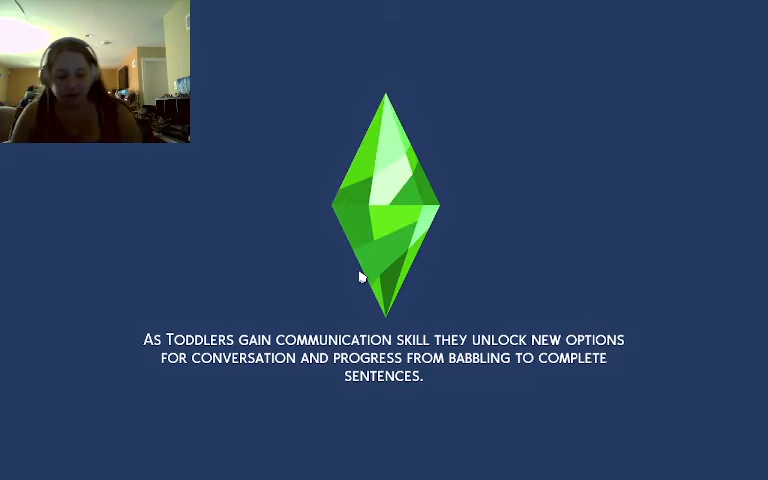 As Toddlers gain communication skill they unlock new options
for conversation and progress from babbling to complete
sentences.